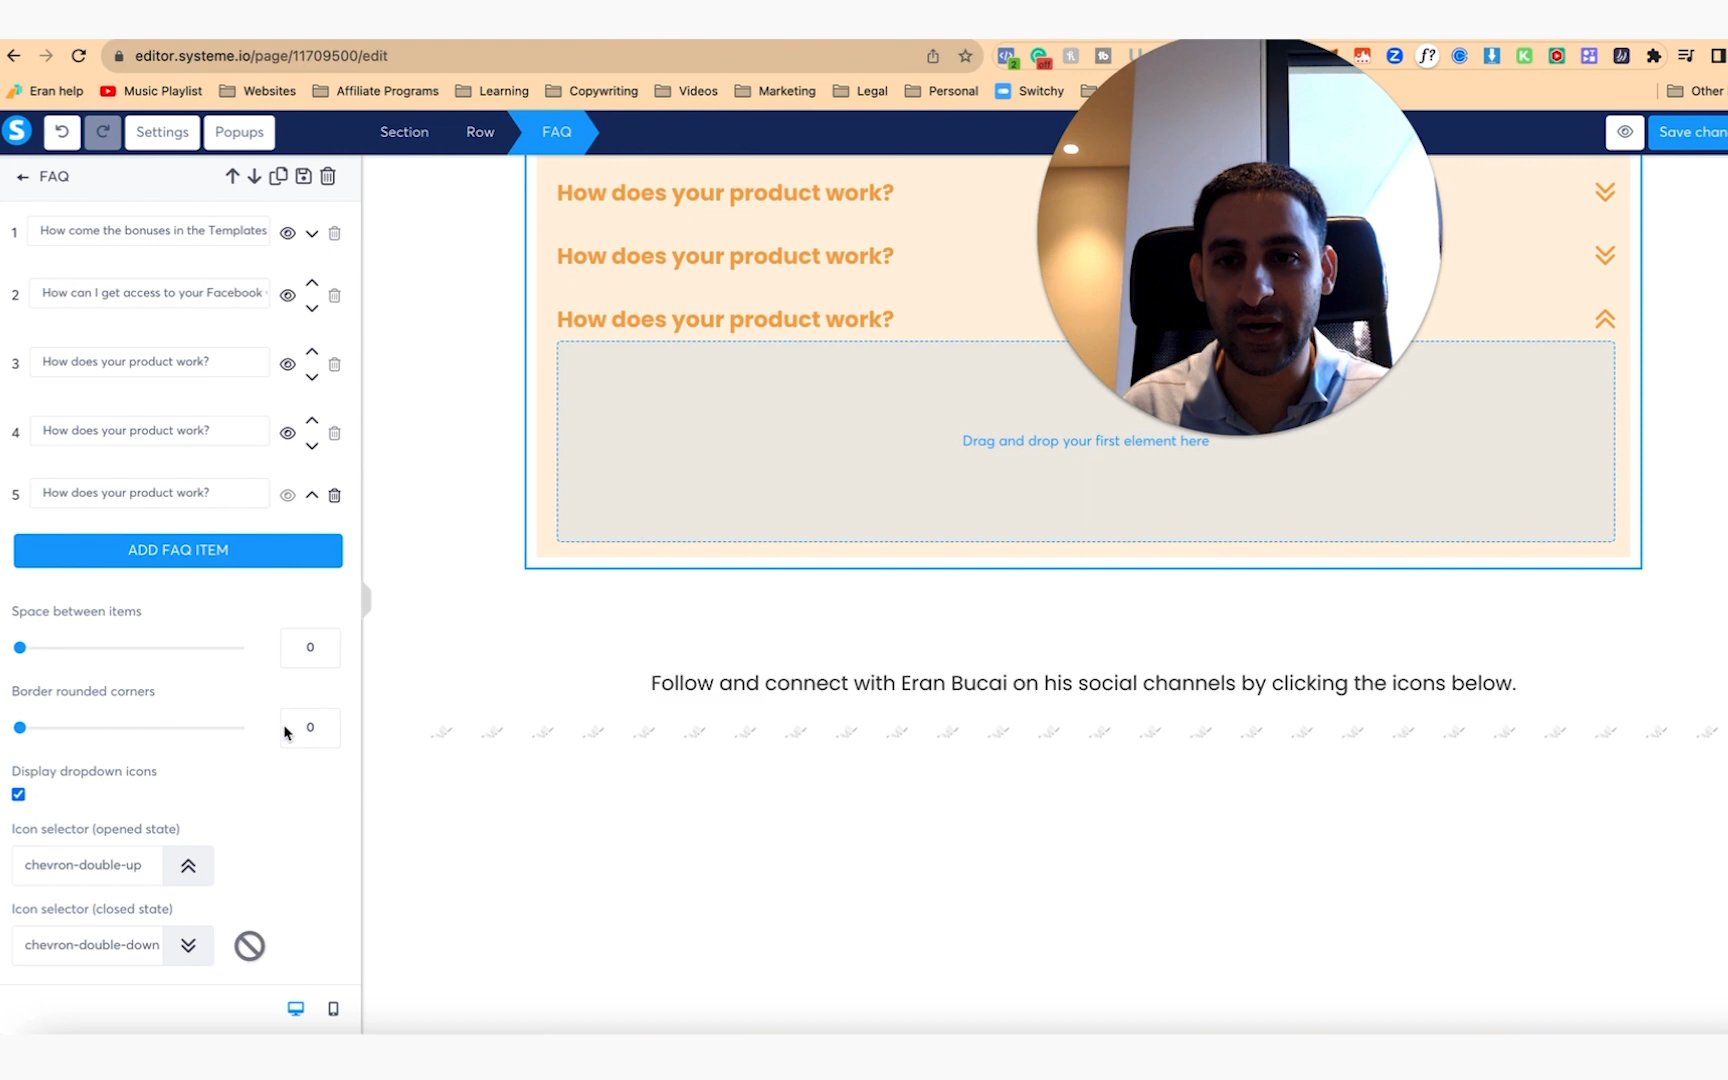 editor.systeme.io/page/11709500/edit
2
off
tb
Z
f?
K
Eran help
Music Playlist
Websites
Affiliate Programs
Learning
Copywriting
Videos
Marketing
Legal
Personal
Switchy
Other
S
Settings
Popups
Section
Row
FAQ
Save chan
FAQ
1
How come the bonuses in the Templates
2
How can I get access to your Facebook
3
How does your product work?
4
How does your product work?
5
How does your product work?
ADD FAQ ITEM
Space between items
0
Border rounded corners
0
Display dropdown icons
Icon selector (opened state)
chevron-double-up
Icon selector (closed state)
chevron-double-down
How does your product work?
How does your product work?
How does your product work?
Drag and drop your first element here
Follow and connect with Eran Bucai on his social channels by clicking the icons below.